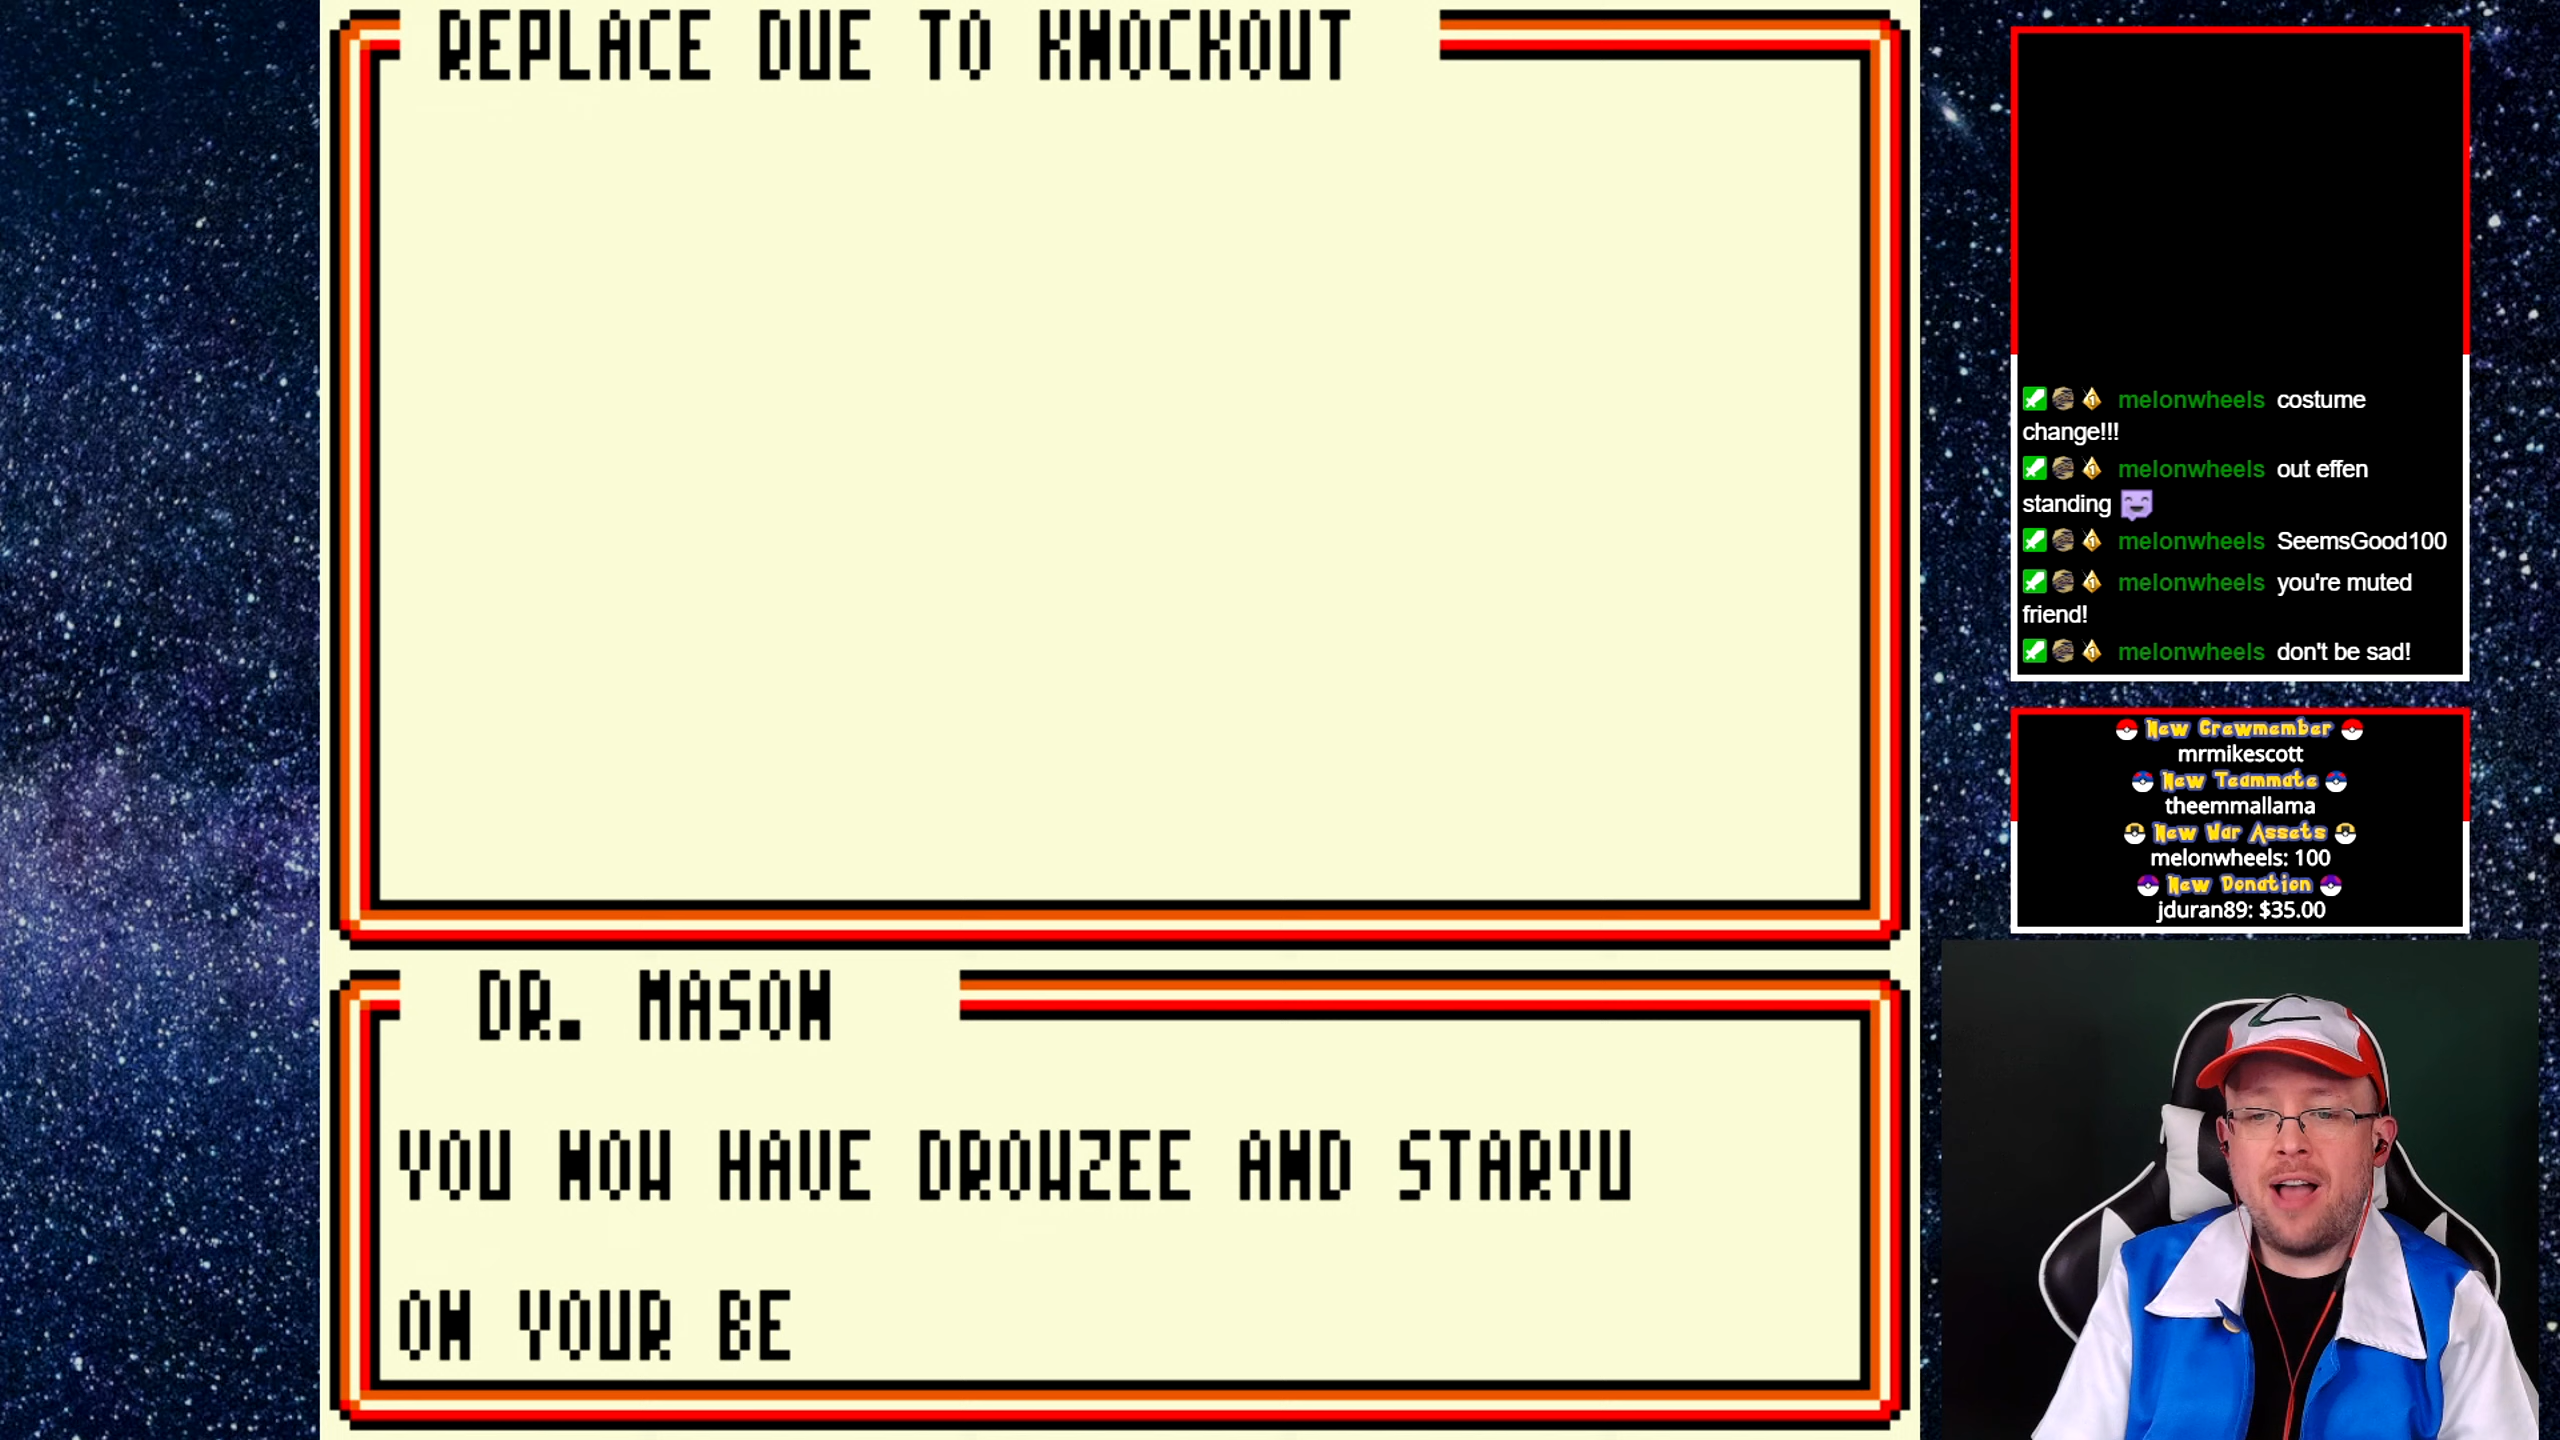 REPLACE DUE TO KNOCKOUT
DR. MASON
YOU NOW HAVE DROWZEE AND STARYU
ON YOUR BE
melonwheels costume
change!!!
melonwheels out effen
standing
melonwheels SeemsGood100
melonwheels you're muted
friend!
melonwheels don't be sad!
New Crewmember
mrmikescott
New Teammate
theemmallama
New War Assets
melonwheels: 100
New Donation
jduran89: $35.00